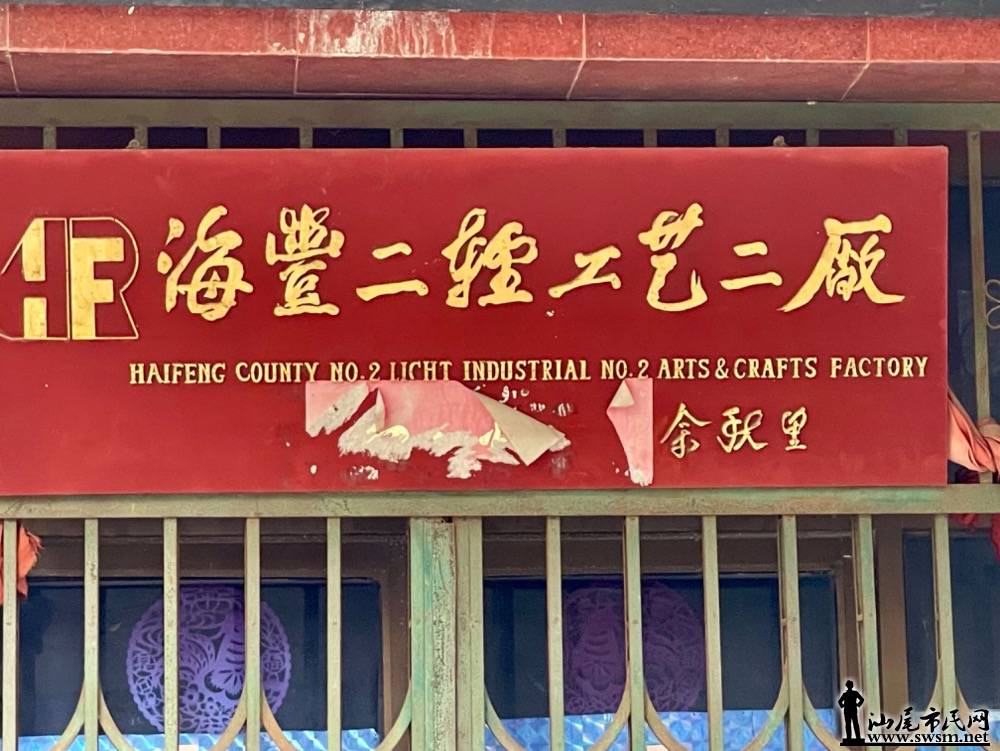 HF
海豐二輕工艺二廠
HAIFENG COUNTY NO.2 LIGHT INDUSTRIAL NO.2 ARTS & CRAFTS FACTORY
余秋里
汕尾市民网
www.swsm.net